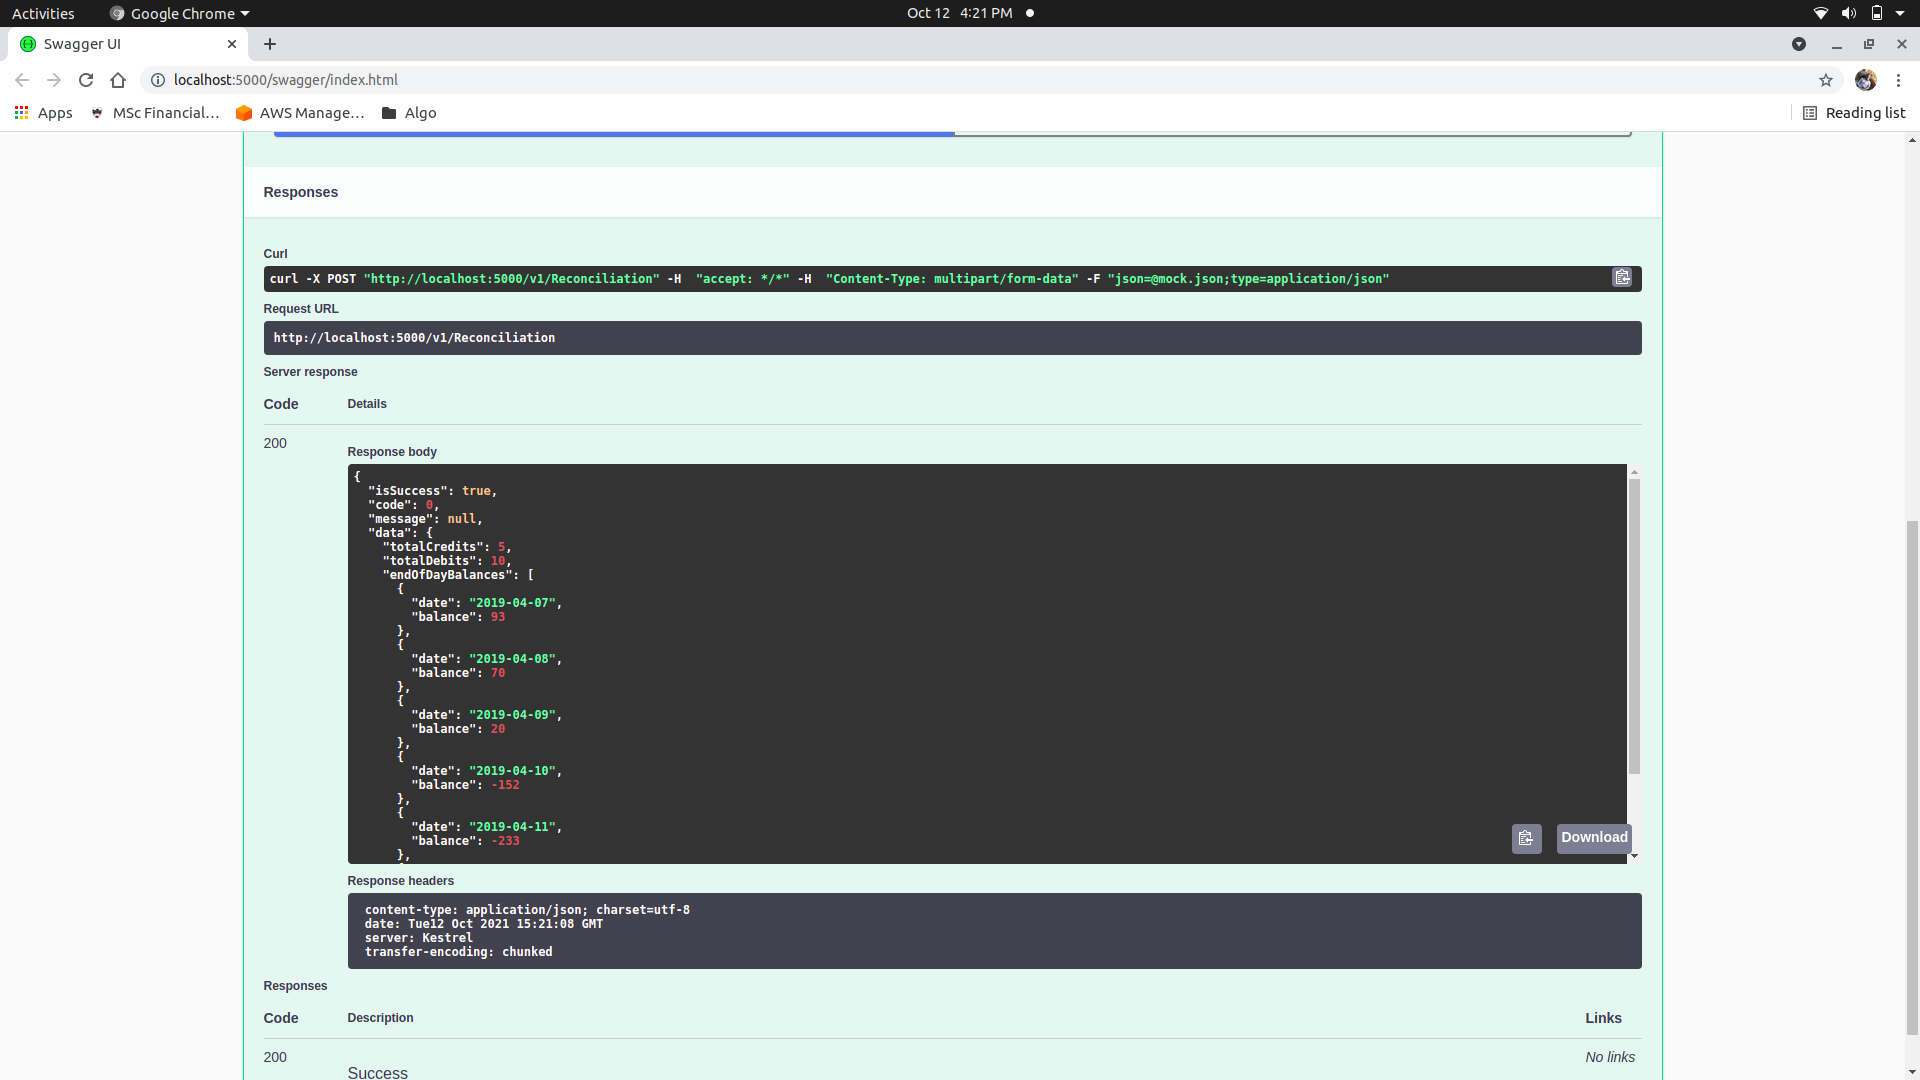 Activities Google Chrome Oct 12 4:21 PM
Swagger UI
localhost:5000/swagger/index.html
Apps MSc Financial… AWS Manage… Algo Reading list
Responses
Curl
curl -X POST "http://localhost:5000/v1/Reconciliation" -H  "accept: */*" -H  "Content-Type: multipart/form-data" -F "json=@mock.json;type=application/json"
Request URL
http://localhost:5000/v1/Reconciliation
Server response
Code Details
200
Response body
{
  "isSuccess": true,
  "code": 0,
  "message": null,
  "data": {
    "totalCredits": 5,
    "totalDebits": 10,
    "endOfDayBalances": [
      {
        "date": "2019-04-07",
        "balance": 93
      },
      {
        "date": "2019-04-08",
        "balance": 70
      },
      {
        "date": "2019-04-09",
        "balance": 20
      },
      {
        "date": "2019-04-10",
        "balance": -152
      },
      {
        "date": "2019-04-11",
        "balance": -233
      },
Download
Response headers
content-type: application/json; charset=utf-8
date: Tue12 Oct 2021 15:21:08 GMT
server: Kestrel
transfer-encoding: chunked
Responses
Code Description Links
200 No links
Success